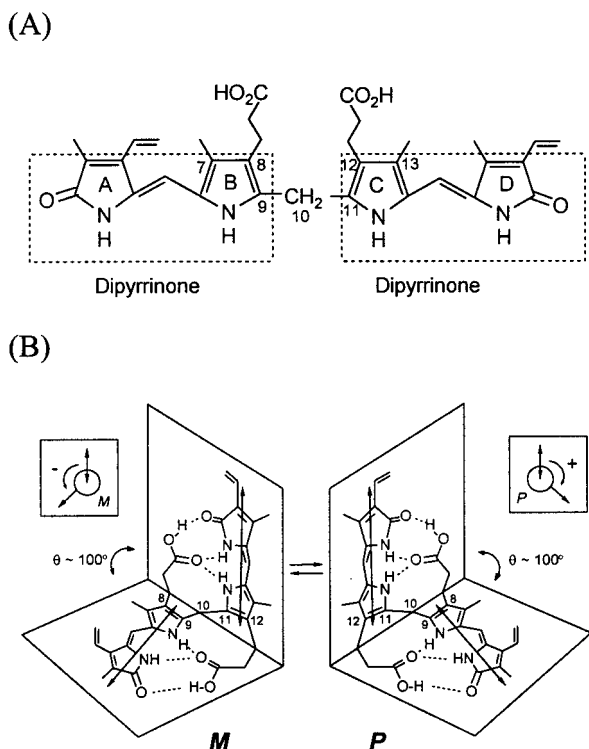 (A)
HO2C CO2H
7 8 12 13
A B C D
O N H N H 9 CH2 10 11 N H N H O
Dipyrrinone Dipyrrinone
(B)
- M
P +
H O O
O H O
θ ~ 100° O N H O N H
θ ~ 100°
8 10 11 12
12 11 10 8
9 N H
H N 9
NH O HN
O H-O
O-H O
M P